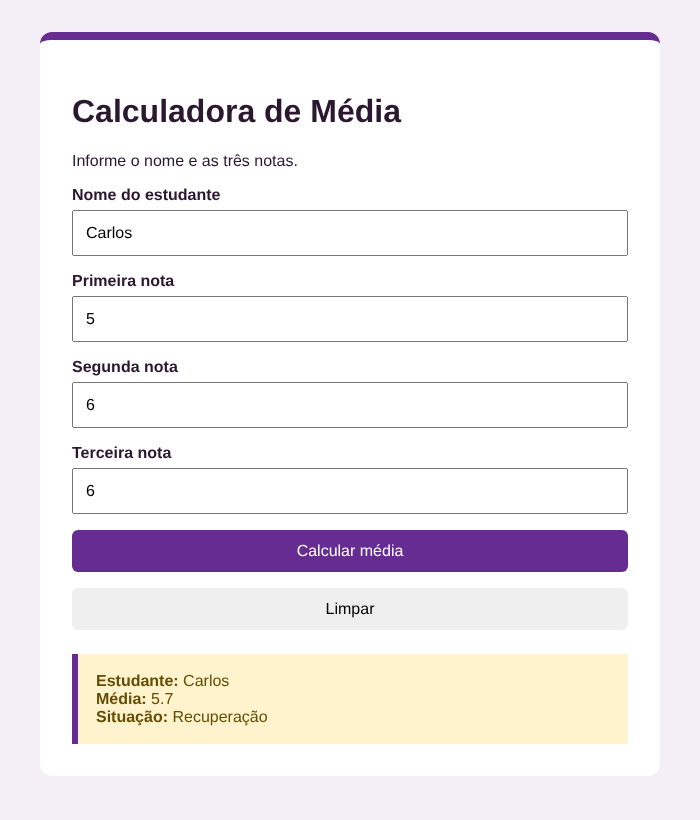 Calculadora de Média
Informe o nome e as três notas.
Nome do estudante
Carlos
Primeira nota
5
Segunda nota
6
Terceira nota
6
Calcular média
Limpar
Estudante: Carlos
Média: 5.7
Situação: Recuperação